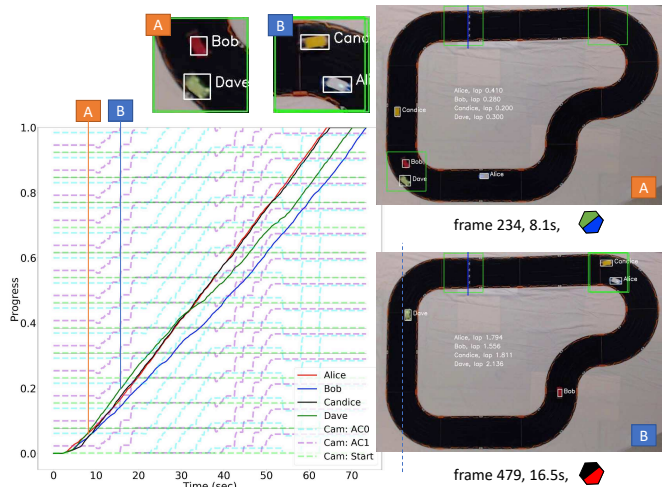 A
Bob
Dave
B
Cand
Ali
A
B
Progress
1.0
0.8
0.6
0.4
0.2
0.0
0
10
20
30
40
50
60
70
Time (sec)
Alice
Bob
Candice
Dave
Cam: AC0
Cam: AC1
Cam: Start
Alice, lap 0.410
Bob, lap 0.280
Candice, lap 0.200
Dave, lap 0.300
Candice
Bob
Dave
Alice
A
frame 234, 8.1s,
Candice
Alice
Dave
Alice, lap 1.794
Bob, lap 1.556
Candice, lap 1.811
Dave, lap 2.136
Bob
B
frame 479, 16.5s,